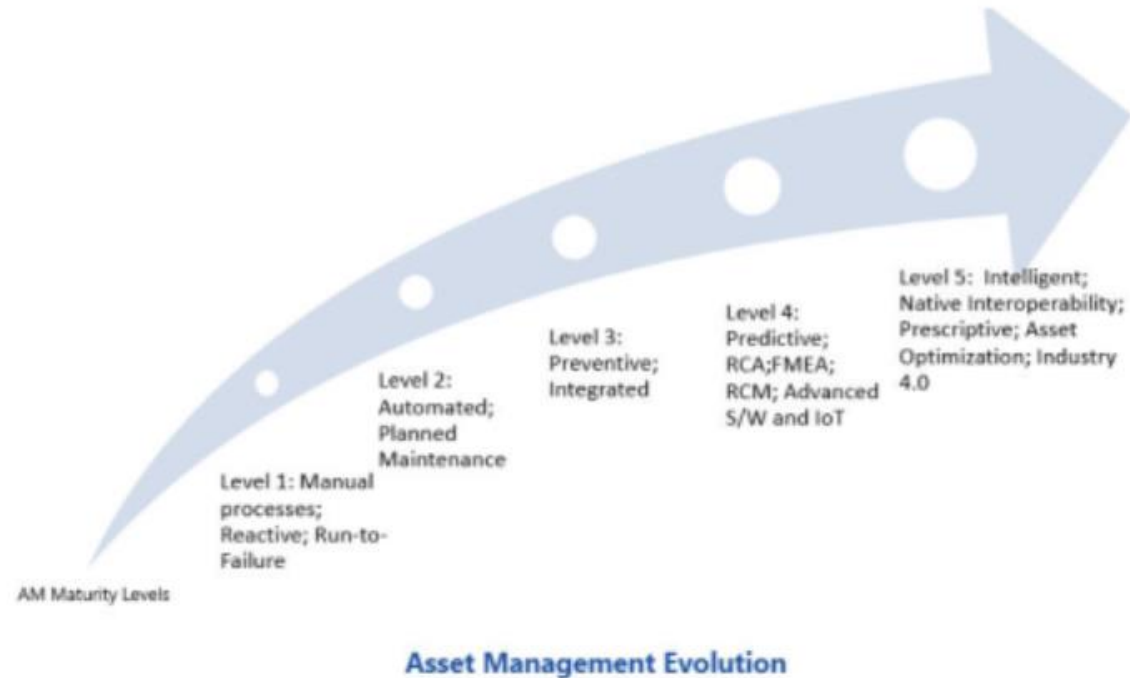 Level 5:  Intelligent;
Native Interoperability;
Prescriptive; Asset
Optimization; Industry
4.0
Level 4:
Predictive;
RCA;FMEA;
RCM; Advanced
S/W and IoT
Level 3:
Preventive;
Integrated
Level 2:
Automated;
Planned
Maintenance
Level 1: Manual
processes;
Reactive; Run-to-
Failure
AM Maturity Levels
Asset Management Evolution